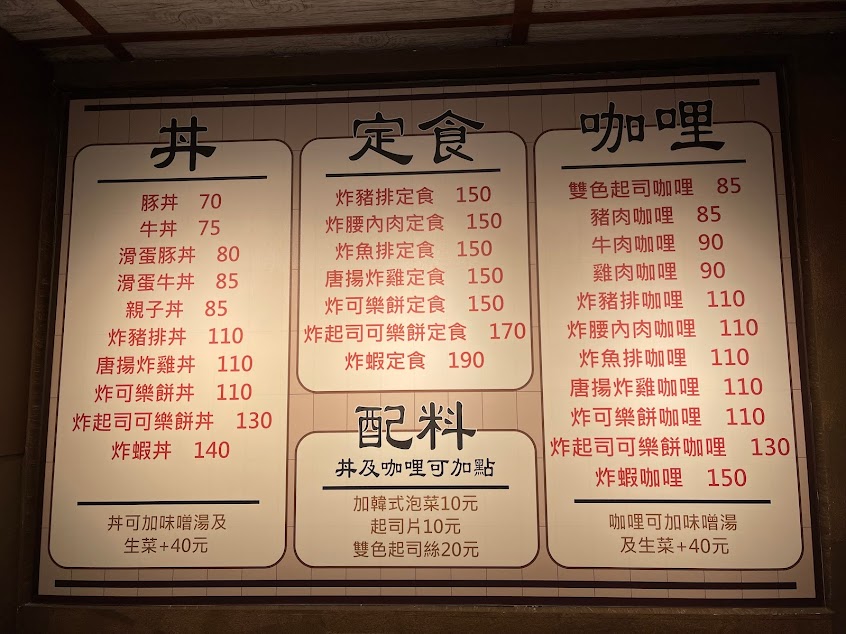 丼
豚丼 70
牛丼 75
滑蛋豚丼 80
滑蛋牛丼 85
親子丼 85
炸豬排丼 110
唐揚炸雞丼 110
炸可樂餅丼 110
炸起司可樂餅丼 130
炸蝦丼 140
丼可加味噌湯及
生菜+40元
定食
炸豬排定食 150
炸腰內肉定食 150
炸魚排定食 150
唐揚炸雞定食 150
炸可樂餅定食 150
炸起司可樂餅定食 170
炸蝦定食 190
配料
丼及咖哩可加點
加韓式泡菜10元
起司片10元
雙色起司絲20元
咖哩
雙色起司咖哩 85
豬肉咖哩 85
牛肉咖哩 90
雞肉咖哩 90
炸豬排咖哩 110
炸腰內肉咖哩 110
炸魚排咖哩 110
唐揚炸雞咖哩 110
炸可樂餅咖哩 110
炸起司可樂餅咖哩 130
炸蝦咖哩 150
咖哩可加味噌湯
及生菜+40元